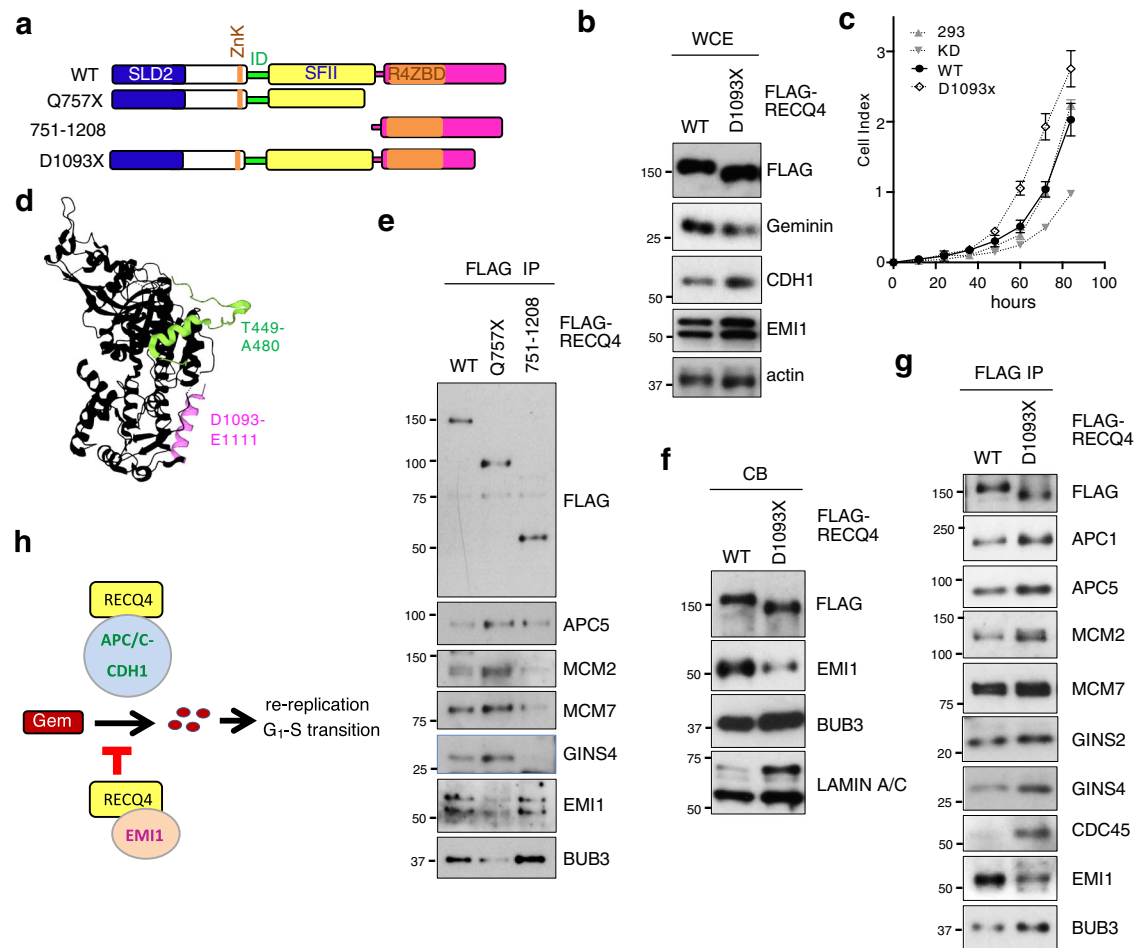 a
ZnK
ID
WT
SLD2
SFII
R4ZBD
Q757X
751-1208
D1093X
b
WCE
WT
D1093X
FLAG-
RECQ4
150
FLAG
25
Geminin
50
CDH1
50
EMI1
37
actin
c
293
KD
WT
D1093x
Cell Index
3
2
1
0
0
20
40
60
80
100
hours
d
T449-
A480
D1093-
E1111
e
FLAG IP
WT
Q757X
751-1208
FLAG-
RECQ4
150
100
75
50
FLAG
100
APC5
150
MCM2
75
MCM7
25
GINS4
50
EMI1
37
BUB3
f
CB
WT
D1093X
FLAG-
RECQ4
150
FLAG
50
EMI1
37
BUB3
75
50
LAMIN A/C
g
FLAG IP
WT
D1093X
FLAG-
RECQ4
150
FLAG
250
APC1
100
APC5
150
100
MCM2
75
MCM7
20
GINS2
25
GINS4
50
CDC45
50
EMI1
37
BUB3
h
RECQ4
APC/C-
CDH1
Gem
re-replication
G₁-S transition
RECQ4
EMI1